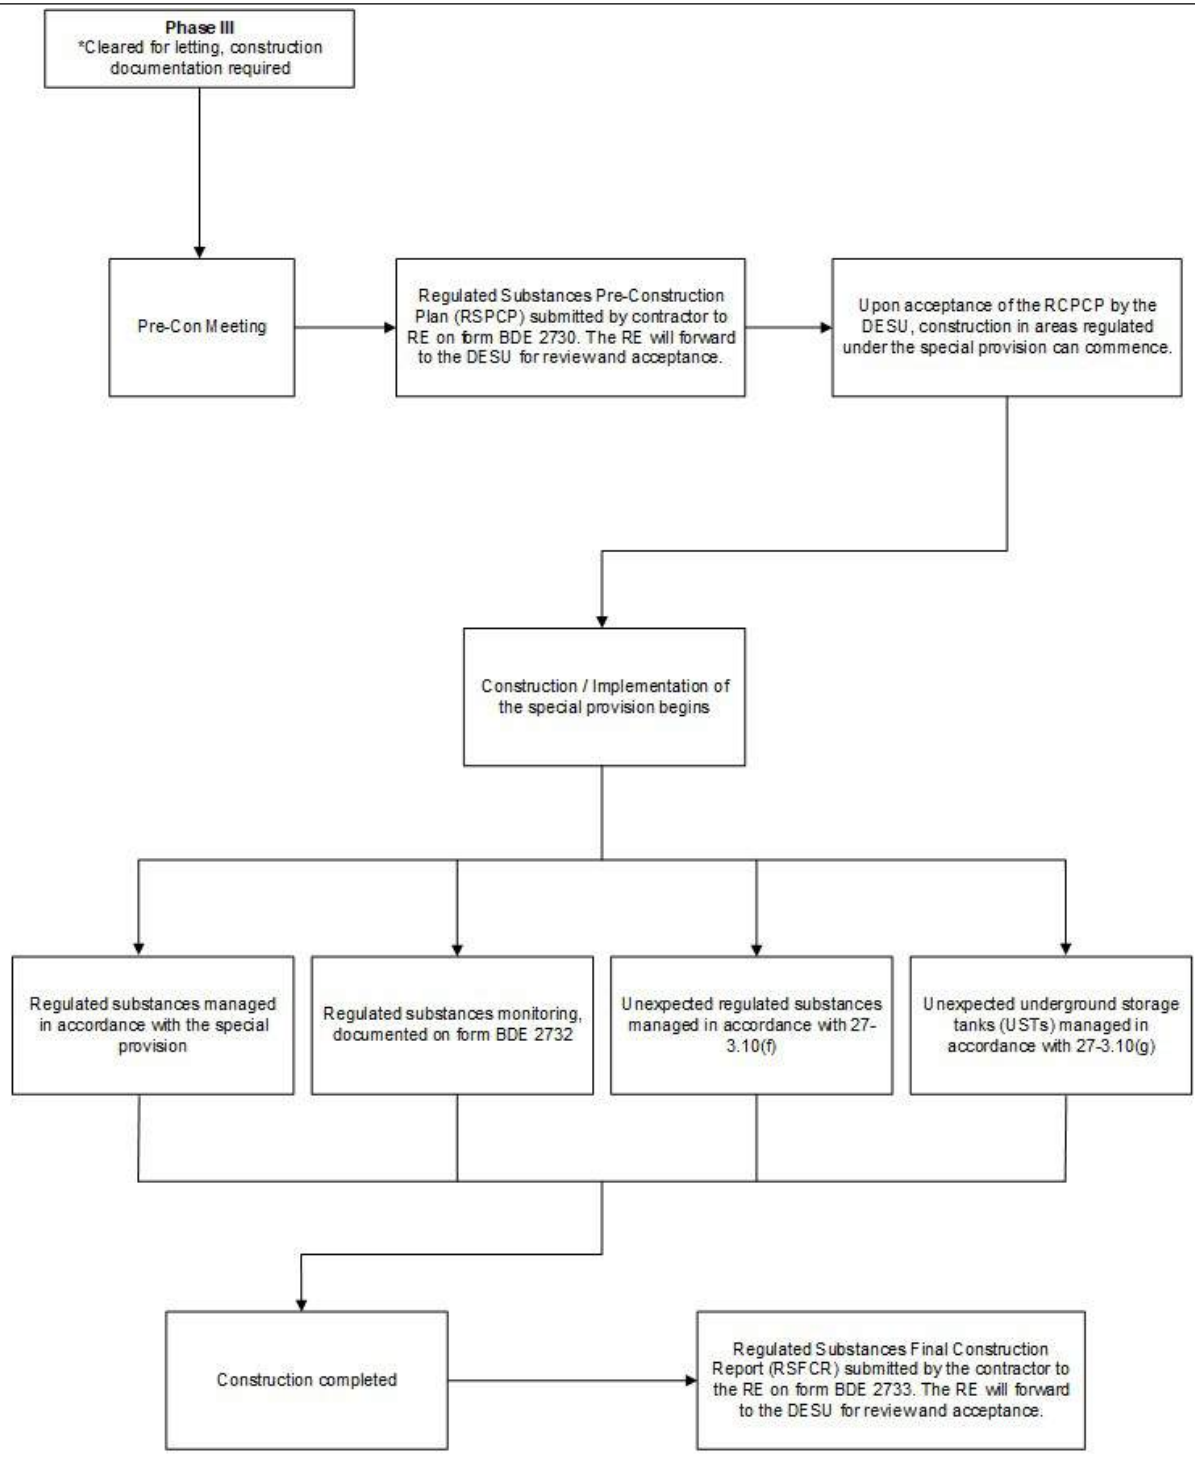 Phase III
*Cleared for letting, construction
documentation required
Pre-Con Meeting
Regulated Substances Pre-Construction
Plan (RSPCP) submitted by contractor to
RE on form BDE 2730. The RE will forward
to the DESU for review and acceptance.
Upon acceptance of the RCPCP by the
DESU, construction in areas regulated
under the special provision can commence.
Construction / Implementation of
the special provision begins
Regulated substances managed
in accordance with the special
provision
Regulated substances monitoring,
documented on form BDE 2732
Unexpected regulated substances
managed in accordance with 27-
3.10(f)
Unexpected underground storage
tanks (USTs) managed in
accordance with 27-3.10(g)
Construction completed
Regulated Substances Final Construction
Report (RSFCR) submitted by the contractor to
the RE on form BDE 2733. The RE will forward
to the DESU for review and acceptance.